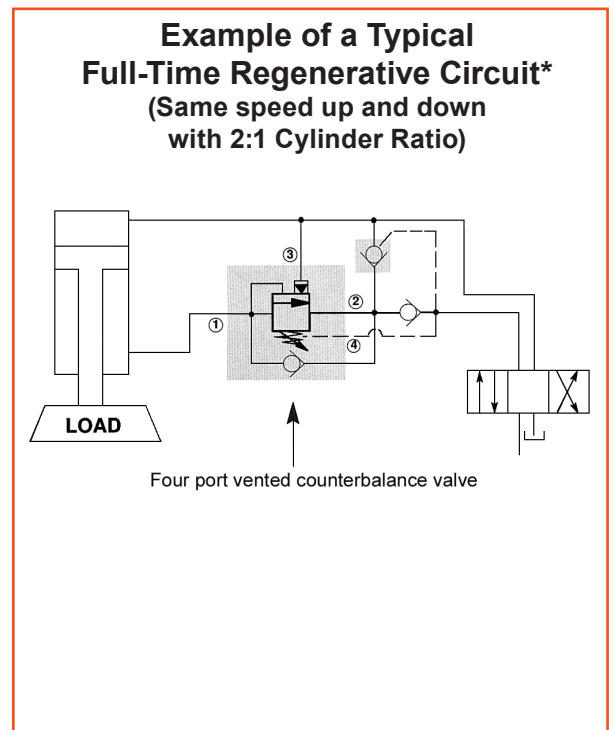 Example of a Typical
Full-Time Regenerative Circuit*
(Same speed up and down
with 2:1 Cylinder Ratio)
③
②
①
④
LOAD
Four port vented counterbalance valve